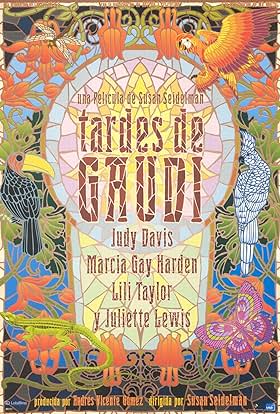 una Película de Susan Seidelman
tardes de
GAUDI
Judy Davis
Marcia Gay Harden
Lili Taylor
y Juliette Lewis
Lolafilms
producida por Andrés Vicente Gómez dirigida por Susan Seidelman